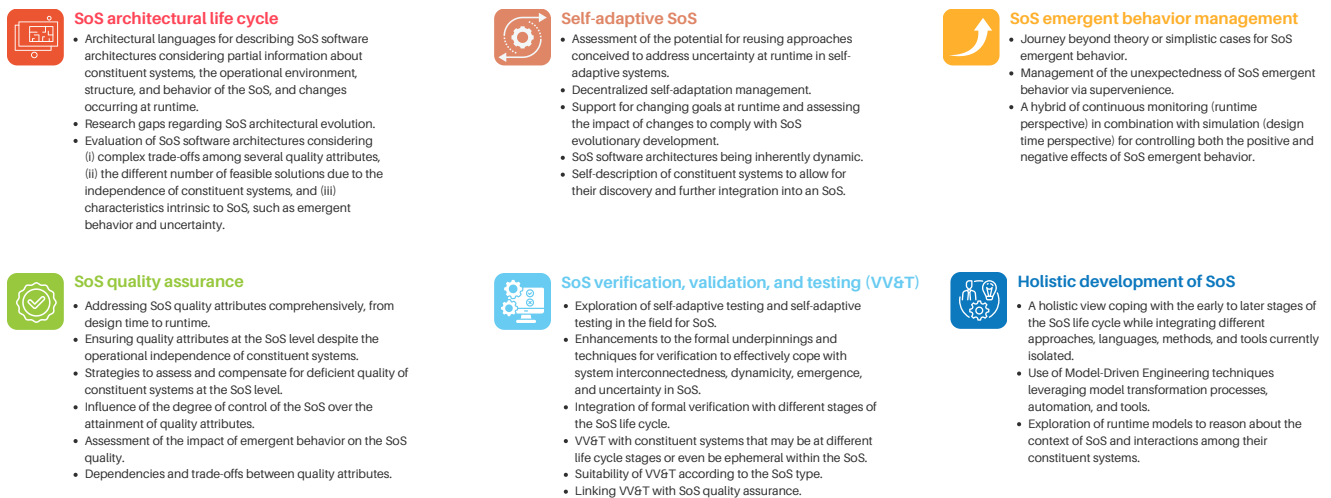 SoS architectural life cycle
• Architectural languages for describing SoS software
architectures considering partial information about
constituent systems, the operational environment,
structure, and behavior of the SoS, and changes
occurring at runtime.
• Research gaps regarding SoS architectural evolution.
• Evaluation of SoS software architectures considering
(i) complex trade-offs among several quality attributes,
(ii) the different number of feasible solutions due to the
independence of constituent systems, and (iii)
characteristics intrinsic to SoS, such as emergent
behavior and uncertainty.
Self-adaptive SoS
• Assessment of the potential for reusing approaches
conceived to address uncertainty at runtime in self-
adaptive systems.
• Decentralized self-adaptation management.
• Support for changing goals at runtime and assessing
the impact of changes to comply with SoS
evolutionary development.
• SoS software architectures being inherently dynamic.
• Self-description of constituent systems to allow for
their discovery and further integration into an SoS.
SoS emergent behavior management
• Journey beyond theory or simplistic cases for SoS
emergent behavior.
• Management of the unexpectedness of SoS emergent
behavior via supervenience.
• A hybrid of continuous monitoring (runtime
perspective) in combination with simulation (design
time perspective) for controlling both the positive and
negative effects of SoS emergent behavior.
SoS quality assurance
• Addressing SoS quality attributes comprehensively, from
design time to runtime.
• Ensuring quality attributes at the SoS level despite the
operational independence of constituent systems.
• Strategies to assess and compensate for deficient quality of
constituent systems at the SoS level.
• Influence of the degree of control of the SoS over the
attainment of quality attributes.
• Assessment of the impact of emergent behavior on the SoS
quality.
• Dependencies and trade-offs between quality attributes.
SoS verification, validation, and testing (VV&T)
• Exploration of self-adaptive testing and self-adaptive
testing in the field for SoS.
• Enhancements to the formal underpinnings and
techniques for verification to effectively cope with
system interconnectedness, dynamicity, emergence,
and uncertainty in SoS.
• Integration of formal verification with different stages of
the SoS life cycle.
• VV&T with constituent systems that may be at different
life cycle stages or even be ephemeral within the SoS.
• Suitability of VV&T according to the SoS type.
• Linking VV&T with SoS quality assurance.
Holistic development of SoS
• A holistic view coping with the early to later stages of
the SoS life cycle while integrating different
approaches, languages, methods, and tools currently
isolated.
• Use of Model-Driven Engineering techniques
leveraging model transformation processes,
automation, and tools.
• Exploration of runtime models to reason about the
context of SoS and interactions among their
constituent systems.